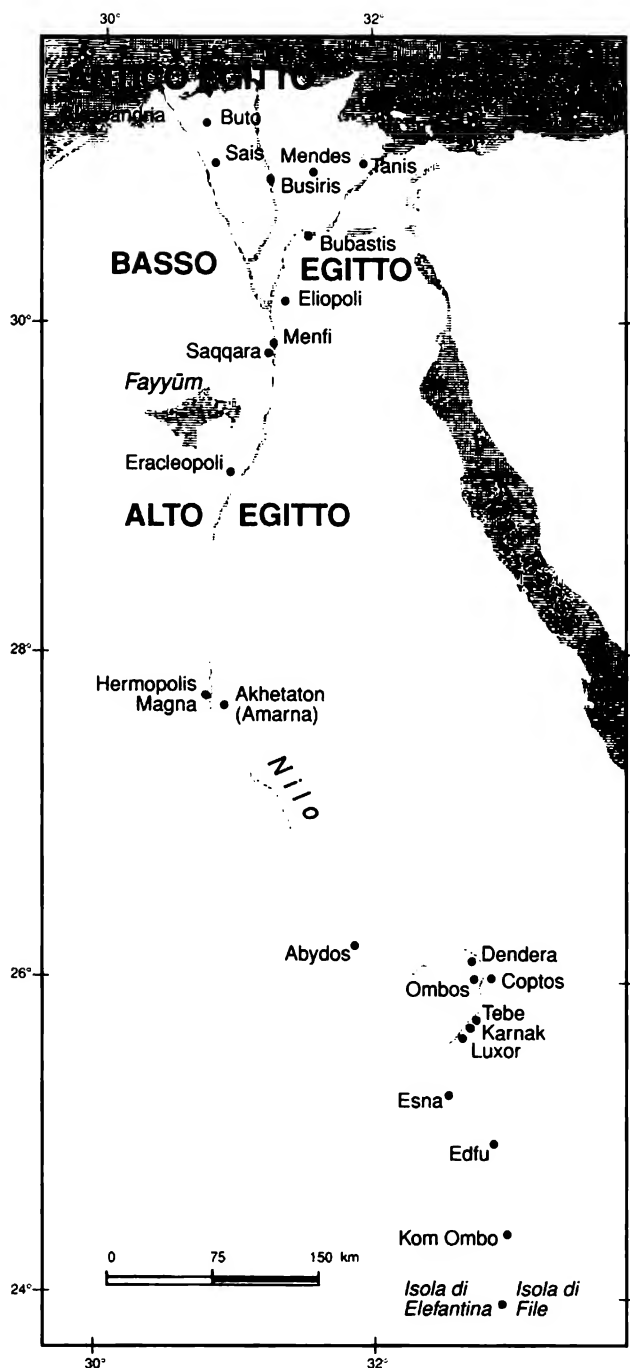 30° 32°
ANTICO EGITTO
Buto
Sais
Mendes
Tanis
Busiris
Bubastis
BASSO EGITTO
Eliopoli
30°
Menfi
Saqqara
Fayyūm
Eracleopoli
ALTO EGITTO
28°
Hermopolis
Magna
Akhetaton
(Amarna)
Nilo
Abydos
Dendera
26°
Ombos
Coptos
Tebe
Karnak
Luxor
Esna
Edfu
Kom Ombo
0 75 150 km
24°
Isola di
Elefantina
Isola di
File
30° 32°